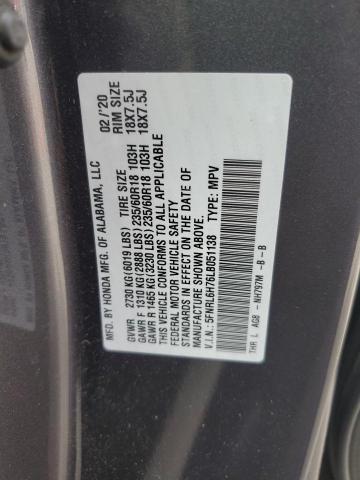 MFD. BY HONDA MFG. OF ALABAMA, LLC 02/'20
TIRE SIZE RIM SIZE
GVWR 2730 KG(6019 LBS)
GAWR F 1310 KG(2888 LBS) 235/60R18 103H 18X7.5J
GAWR R 1465 KG(3230 LBS) 235/60R18 103H 18X7.5J
THIS VEHICLE CONFORMS TO ALL APPLICABLE
FEDERAL MOTOR VEHICLE SAFETY
STANDARDS IN EFFECT ON THE DATE OF
MANUFACTURE SHOWN ABOVE.
V.I.N.: 5FNRL6H76LB051138 TYPE: MPV
THR L AG8 -NH797M -B -B